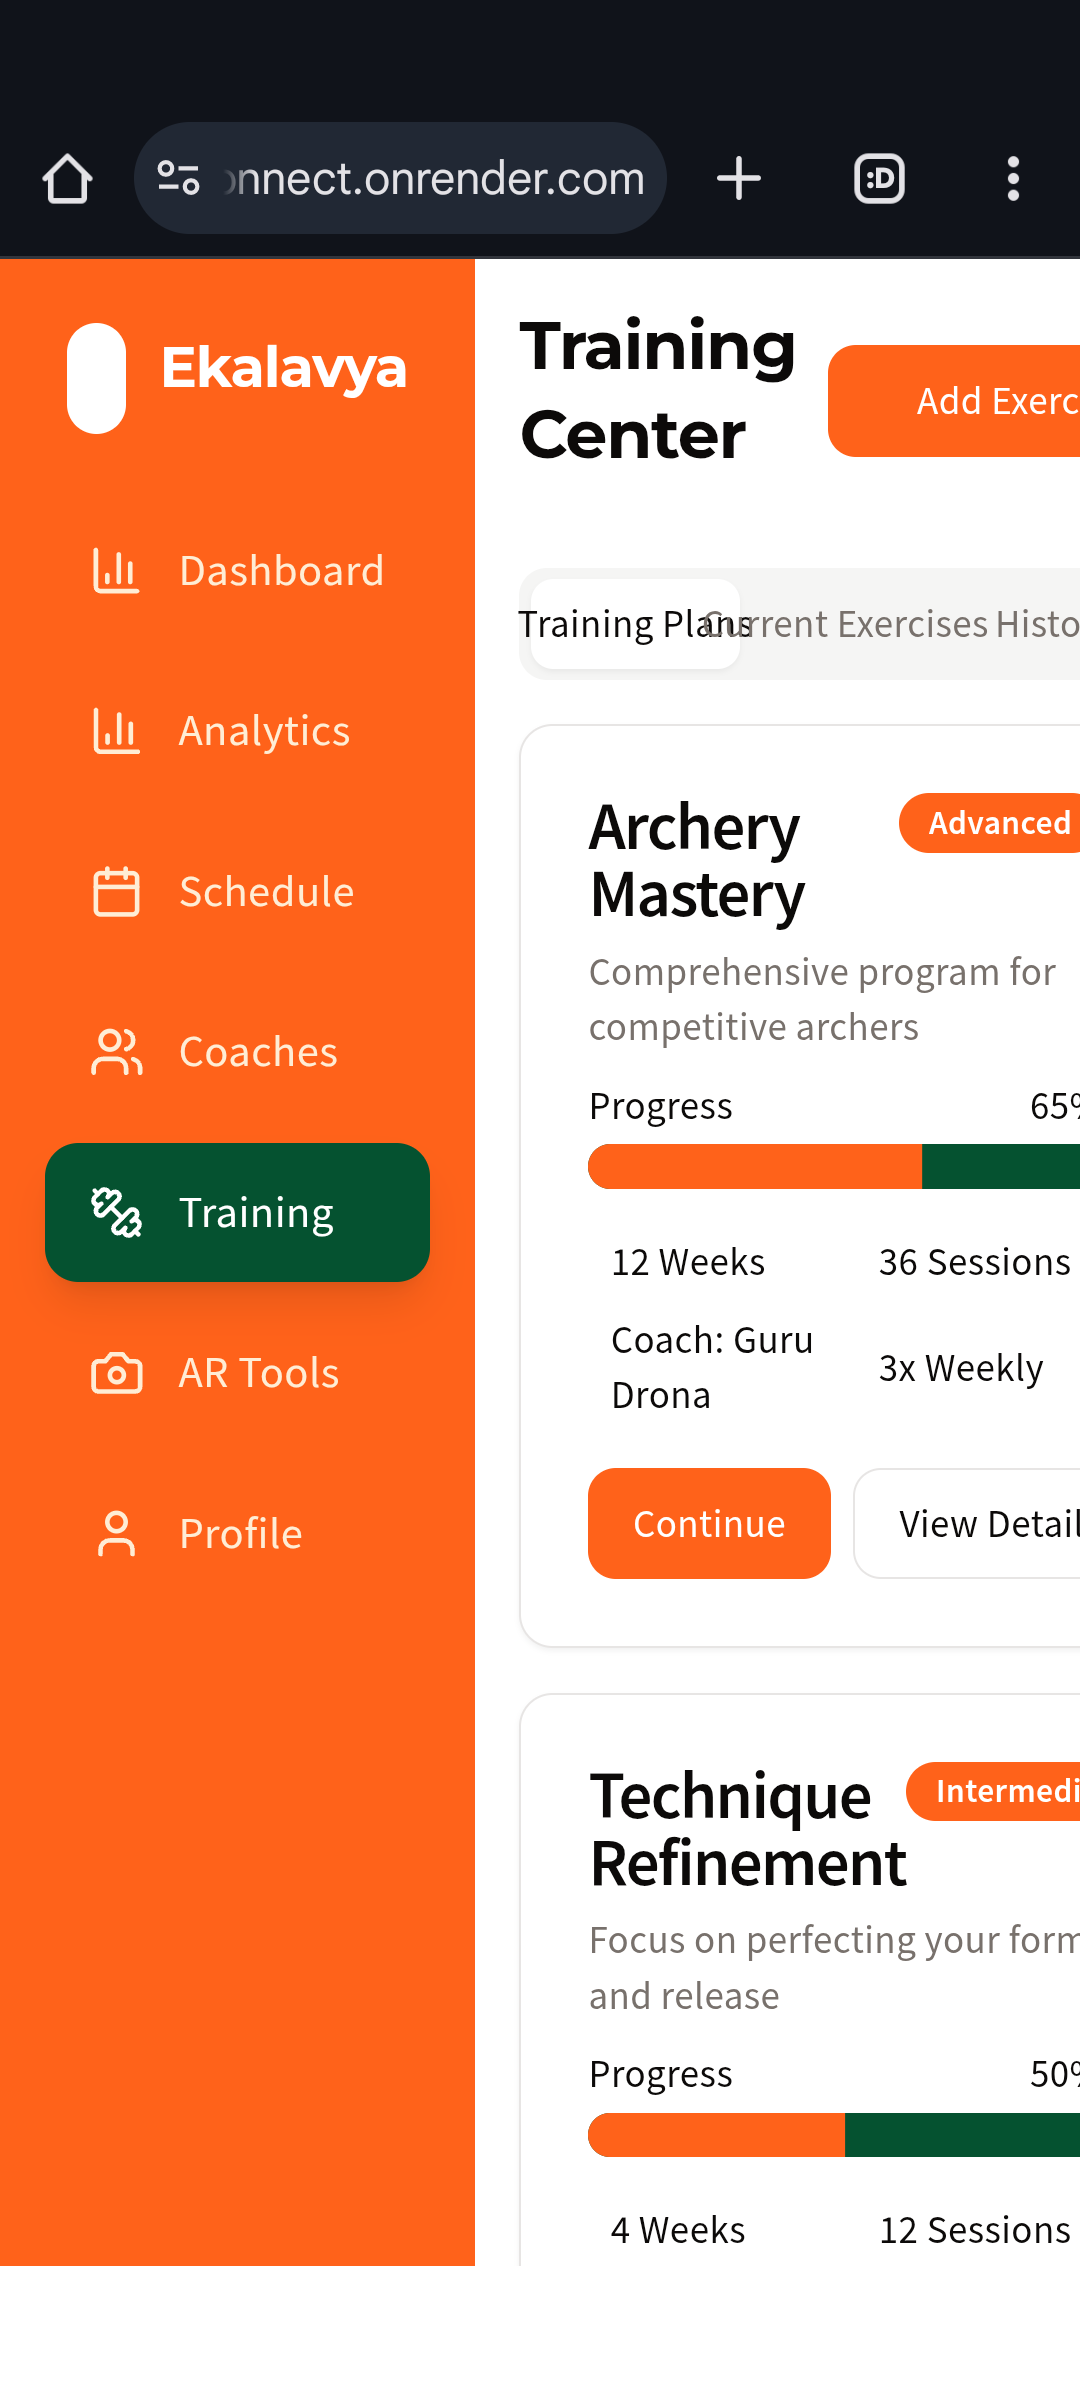 onnect.onrender.com
:D
Ekalavya
Dashboard
Analytics
Schedule
Coaches
Training
AR Tools
Profile
Training
Center
Add Exerc
Training Plans Current Exercises Histo
Archery
Mastery
Advanced
Comprehensive program for
competitive archers
Progress 65%
12 Weeks 36 Sessions
Coach: Guru
Drona
3x Weekly
Continue View Detail
Technique
Refinement
Intermedi
Focus on perfecting your form
and release
Progress 50%
4 Weeks 12 Sessions